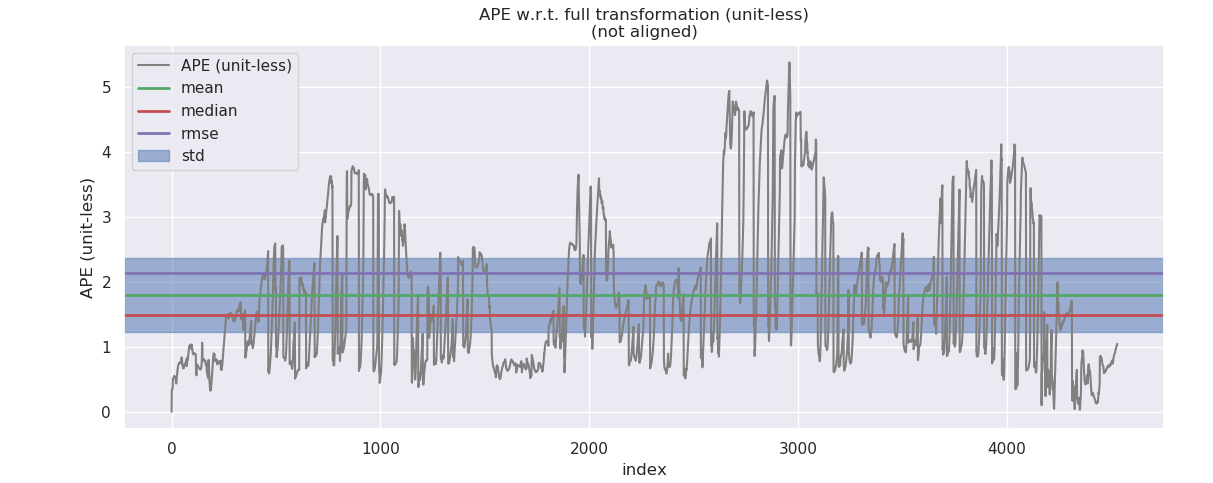 APE w.r.t. full transformation (unit-less)
(not aligned)
APE (unit-less)
mean
median
rmse
std
APE (unit-less)
5
4
3
2
1
0
0 1000 2000 3000 4000
index